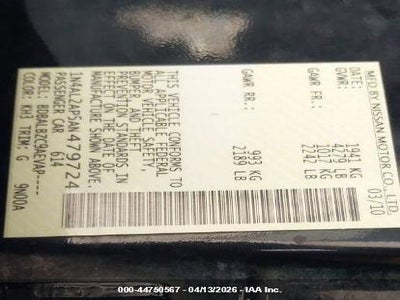 MFD BY NISSAN MOTOR CO., LTD.
03/10
GVWR: 1941 KG
4279 LB
GAWR FR: 1017 KG
2242 LB
GAWR RR: 993 KG
2189 LB
THIS VEHICLE CONFORMS TO
ALL APPLICABLE FEDERAL
MOTOR VEHICLE SAFETY,
BUMPER, AND THEFT
PREVENTION STANDARDS IN
EFFECT ON THE DATE OF
MANUFACTURE SHOWN ABOVE.
1N4AL2AP5AN479724
PASSENGER CAR 614
MODEL: BDBALBZC9AEYAP----
COLOR: KH3 TRIM: G 9N00A
000-44750567 - 04/13/2026 - IAA Inc.